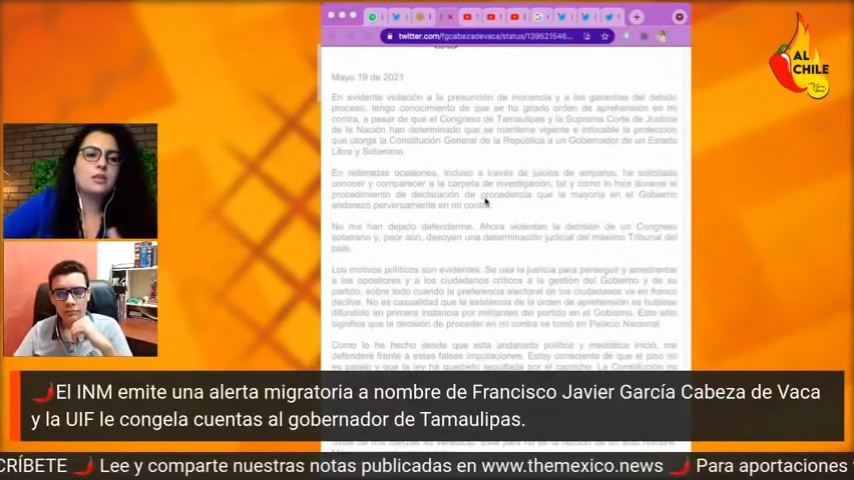 twitter.com/fgcabezadevaca/status/139621546...
AL
CHILE
Mayo 19 de 2021
En evidente violación a la presunción de inocencia y a las garantías del debido
proceso, tengo conocimiento de que se ha girado orden de aprehensión en mi
contra, a pesar de que el Congreso de Tamaulipas y la Suprema Corte de Justicia
de la Nación han determinado que se mantiene vigente e intocable la protección
que otorga la Constitución General de la República a un Gobernador de un Estado
Libre y Soberano.
En reiteradas ocasiones, incluso a través de juicios de amparos, he solicitado
conocer y comparecer a la carpeta de investigación, tal y como lo hice durante el
procedimiento de declaración de procedencia que la mayoría en el Gobierno
enderezó perversamente en mi contra.
No me han dejado defenderme. Ahora violentan la decisión de un Congreso
soberano y, peor aún, desoyen una determinación judicial del máximo Tribunal del
país.
Los motivos políticos son evidentes. Se usa la justicia para perseguir y amedrentar
a los opositores y a los ciudadanos críticos a la gestión del Gobierno y de su
partido, sobre todo cuando la preferencia electoral de los ciudadanos va en franco
declive. No es casualidad que la existencia de la orden de aprehensión se hubiese
difundido en primera instancia por militantes del partido en el Gobierno. Esto sólo
significa que la decisión de proceder en mi contra se tomó en Palacio Nacional.
Como lo he hecho desde que esta andanada política y mediática inició, me
defenderé frente a estas falsas imputaciones. Estoy consciente de que el piso no
es parejo y que la ley ha quedado sepultada por el capricho. La Constitución no
El INM emite una alerta migratoria a nombre de Francisco Javier García Cabeza de Vaca
y la UIF le congela cuentas al gobernador de Tamaulipas.
CRÍBETE Lee y comparte nuestras notas publicadas en www.themexico.news Para aportaciones